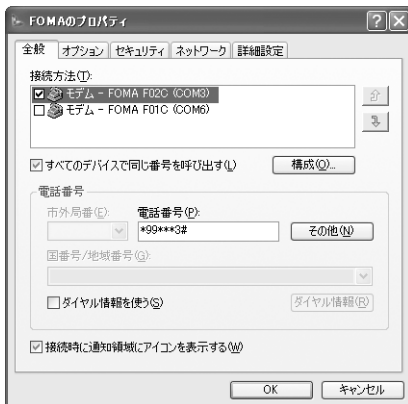 FOMAのプロパティ
全般 オプション セキュリティ ネットワーク 詳細設定
接続方法(T):
モデム - FOMA F02C (COM3)
モデム - FOMA F01C (COM6)
すべてのデバイスで同じ番号を呼び出す(L) 構成(O)...
電話番号
市外局番(E): 電話番号(P):
*99***3# その他(N)
国番号/地域番号(G):
ダイヤル情報を使う(S) ダイヤル情報(R)
接続時に通知領域にアイコンを表示する(W)
OK キャンセル